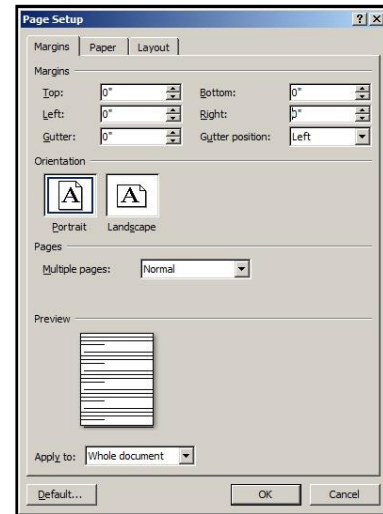 Page Setup
Margins Paper Layout
Margins
Top: 0" Bottom: 0"
Left: 0" Right: 0"
Gutter: 0" Gutter position: Left
Orientation
A A
Portrait Landscape
Pages
Multiple pages: Normal
Preview
Apply to: Whole document
Default... OK Cancel